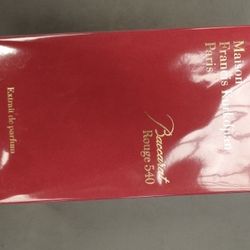 Maison
Francis Kurkdjian
Paris
Baccarat
Rouge 540
Extrait de parfum